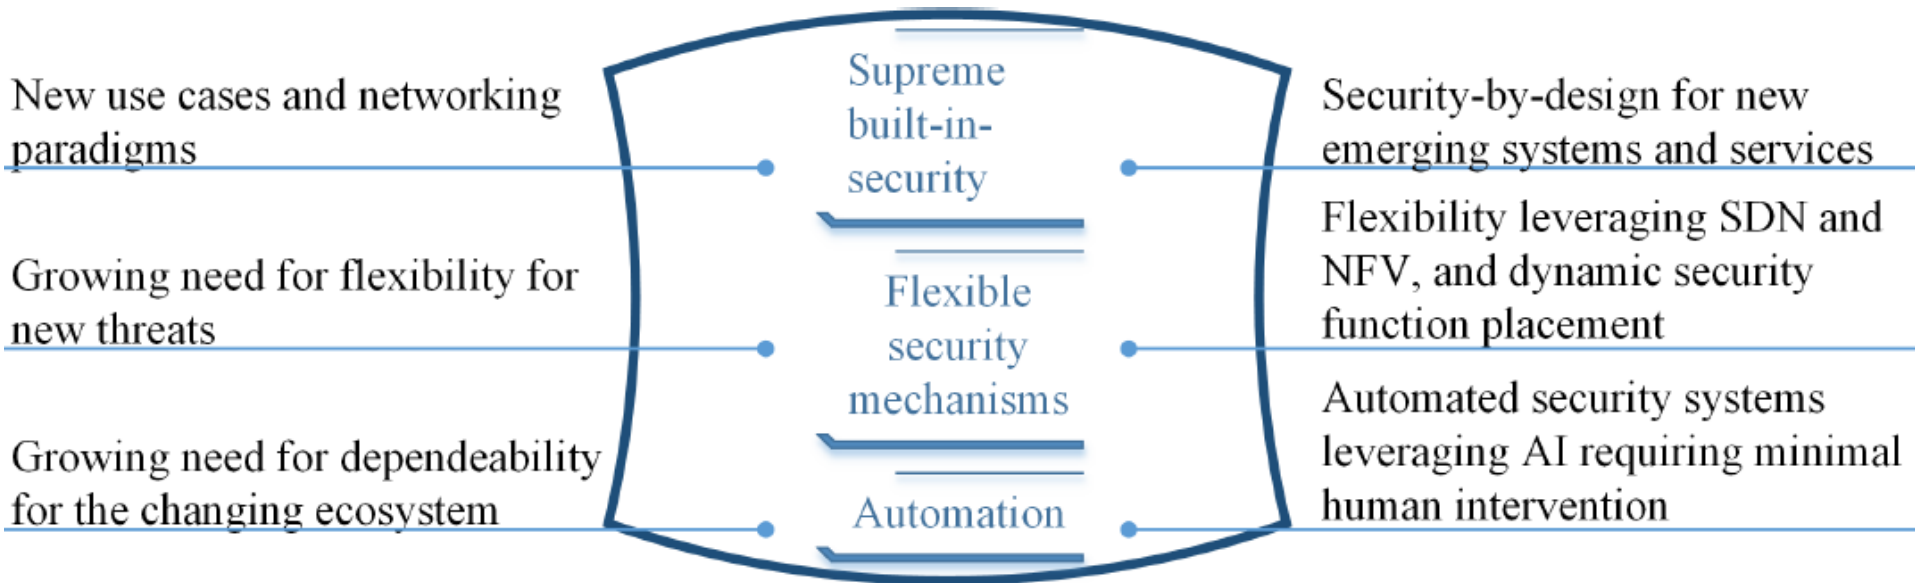 New use cases and networking
paradigms
Growing need for flexibility for
new threats
Growing need for dependeability
for the changing ecosystem
Supreme
built-in-
security
Flexible
security
mechanisms
Automation
Security-by-design for new
emerging systems and services
Flexibility leveraging SDN and
NFV, and dynamic security
function placement
Automated security systems
leveraging AI requiring minimal
human intervention